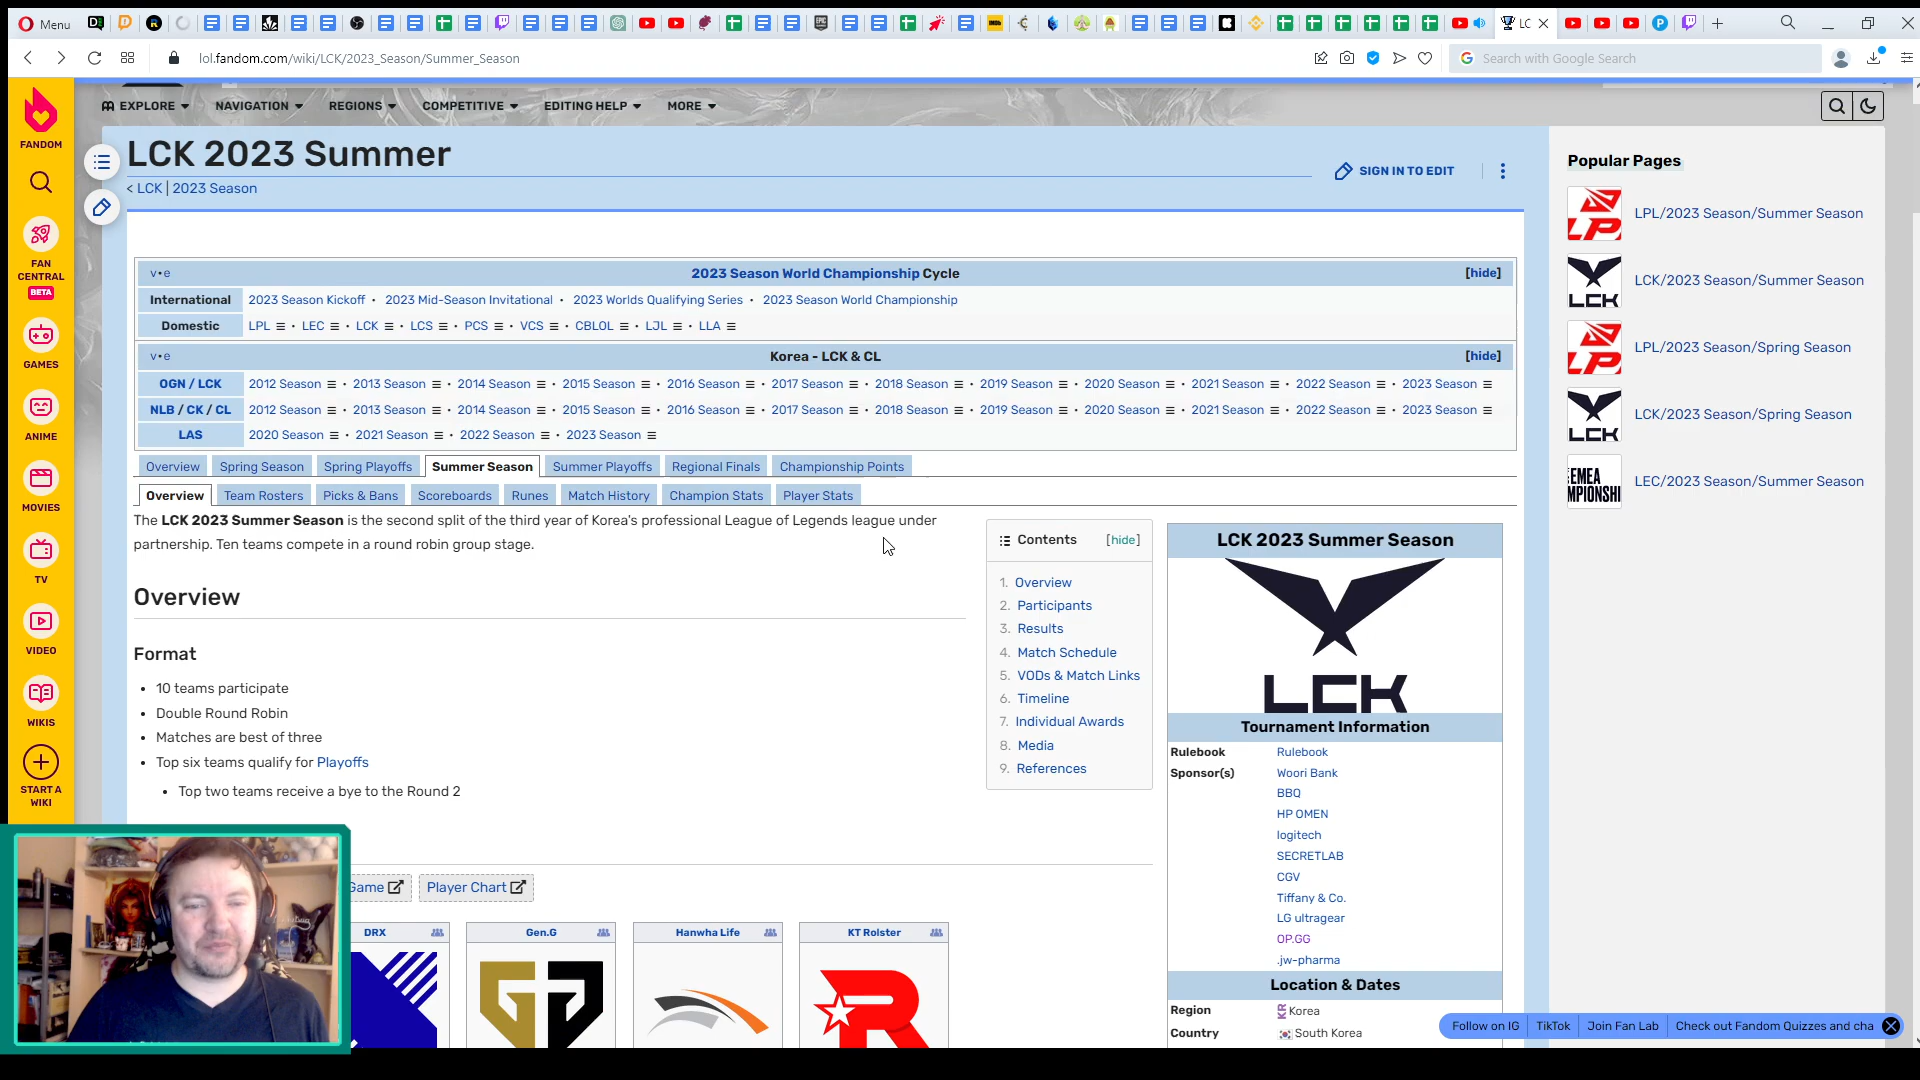 Menu
LC
lol.fandom.com/wiki/LCK/2023_Season/Summer_Season
Search with Google Search
EXPLORE
NAVIGATION
REGIONS
COMPETITIVE
EDITING HELP
MORE
FANDOM
FAN CENTRAL
BETA
GAMES
ANIME
MOVIES
TV
VIDEO
WIKIS
START A WIKI
LCK 2023 Summer
< LCK | 2023 Season
SIGN IN TO EDIT
v•e
2023 Season World Championship Cycle
[hide]
International
2023 Season Kickoff • 2023 Mid-Season Invitational • 2023 Worlds Qualifying Series • 2023 Season World Championship
Domestic
LPL • LEC • LCK • LCS • PCS • VCS • CBLOL • LJL • LLA
v•e
Korea - LCK & CL
[hide]
OGN / LCK
2012 Season • 2013 Season • 2014 Season • 2015 Season • 2016 Season • 2017 Season • 2018 Season • 2019 Season • 2020 Season • 2021 Season • 2022 Season • 2023 Season
NLB / CK / CL
2012 Season • 2013 Season • 2014 Season • 2015 Season • 2016 Season • 2017 Season • 2018 Season • 2019 Season • 2020 Season • 2021 Season • 2022 Season • 2023 Season
LAS
2020 Season • 2021 Season • 2022 Season • 2023 Season
Overview
Spring Season
Spring Playoffs
Summer Season
Summer Playoffs
Regional Finals
Championship Points
Overview
Team Rosters
Picks & Bans
Scoreboards
Runes
Match History
Champion Stats
Player Stats
The LCK 2023 Summer Season is the second split of the third year of Korea's professional League of Legends league under
partnership. Ten teams compete in a round robin group stage.
Overview
Format
• 10 teams participate
• Double Round Robin
• Matches are best of three
• Top six teams qualify for Playoffs
• Top two teams receive a bye to the Round 2
Game
Player Chart
DRX
Gen.G
Hanwha Life
KT Rolster
Contents
[hide]
1. Overview
2. Participants
3. Results
4. Match Schedule
5. VODs & Match Links
6. Timeline
7. Individual Awards
8. Media
9. References
LCK 2023 Summer Season
LCK
Tournament Information
Rulebook
Rulebook
Sponsor(s)
Woori Bank
BBQ
HP OMEN
logitech
SECRETLAB
CGV
Tiffany & Co.
LG ultragear
OP.GG
.jw-pharma
Location & Dates
Region
KR
Korea
Country
South Korea
Popular Pages
LPL/2023 Season/Summer Season
LCK
LCK/2023 Season/Summer Season
LPL/2023 Season/Spring Season
LCK
LCK/2023 Season/Spring Season
EMEA
MPIONSHI
LEC/2023 Season/Summer Season
Follow on IG
TikTok
Join Fan Lab
Check out Fandom Quizzes and cha